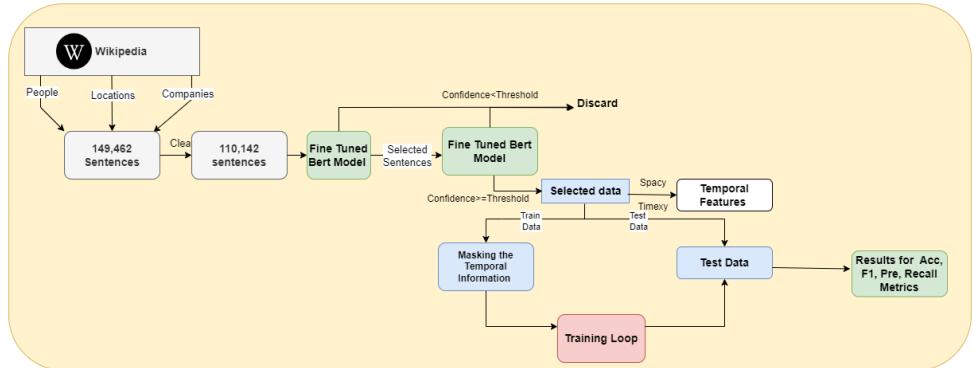 W
Wikipedia
People
Locations
Companies
149,462
Sentences
Clea
110,142
sentences
Fine Tuned
Bert Model
Selected
Sentences
Confidence<Threshold
Discard
Fine Tuned Bert
Model
Confidence>=Threshold
Selected data
Spacy
Timexy
Temporal
Features
Train
Data
Test
Data
Masking the
Temporal
Information
Test Data
Results for Acc,
F1, Pre, Recall
Metrics
Training Loop